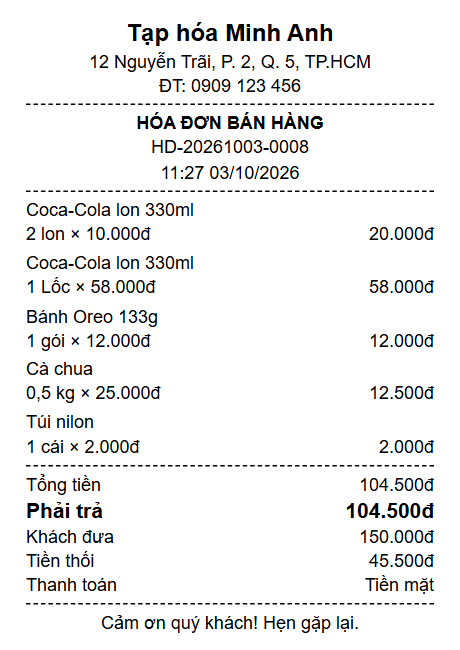 Tạp hóa Minh Anh
12 Nguyễn Trãi, P. 2, Q. 5, TP.HCM
ĐT: 0909 123 456
HÓA ĐƠN BÁN HÀNG
HD-20261003-0008
11:27 03/10/2026
Coca-Cola lon 330ml
2 lon × 10.000đ 20.000đ
Coca-Cola lon 330ml
1 Lốc × 58.000đ 58.000đ
Bánh Oreo 133g
1 gói × 12.000đ 12.000đ
Cà chua
0,5 kg × 25.000đ 12.500đ
Túi nilon
1 cái × 2.000đ 2.000đ
Tổng tiền 104.500đ
Phải trả 104.500đ
Khách đưa 150.000đ
Tiền thối 45.500đ
Thanh toán Tiền mặt
Cảm ơn quý khách! Hẹn gặp lại.